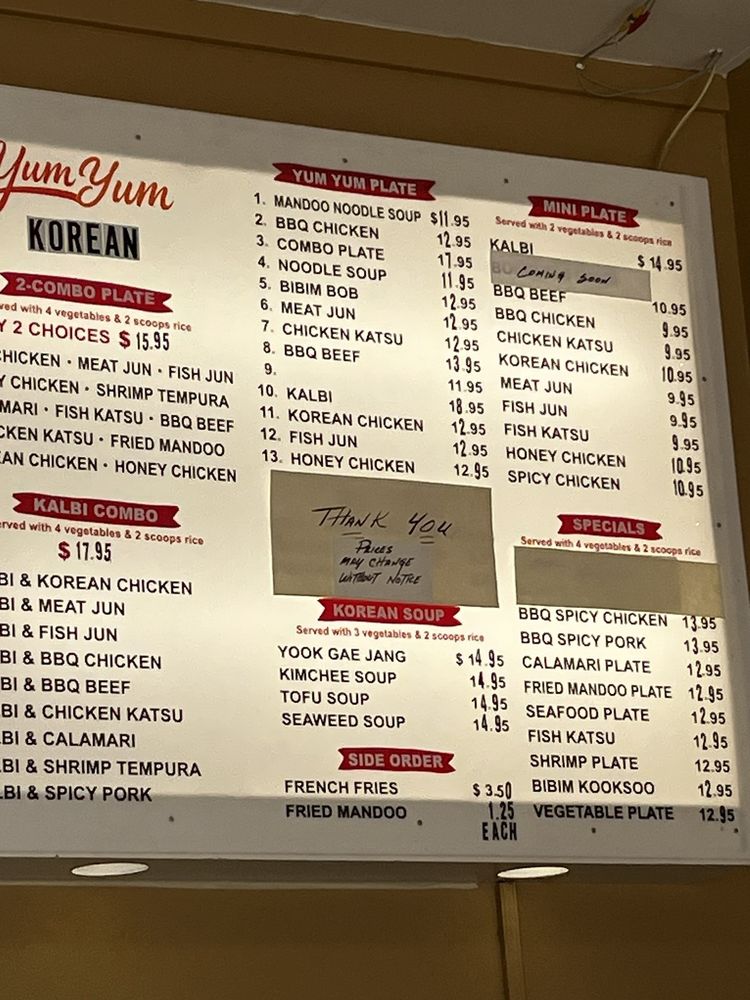 Yum Yum
KOREAN
2-COMBO PLATE
with 4 vegetables & 2 scoops rice
2 CHOICES $15.95
CHICKEN • MEAT JUN • FISH JUN
CHICKEN • SHRIMP TEMPURA
• FISH KATSU • BBQ BEEF
KATSU • FRIED MANDOO
CHICKEN • HONEY CHICKEN
KALBI COMBO
with 4 vegetables & 2 scoops rice
$17.95
& KOREAN CHICKEN
& MEAT JUN
& FISH JUN
& BBQ CHICKEN
& BBQ BEEF
& CHICKEN KATSU
& CALAMARI
& SHRIMP TEMPURA
& SPICY PORK
YUM YUM PLATE
1. MANDOO NOODLE SOUP $11.95
2. BBQ CHICKEN 12.95
3. COMBO PLATE 17.95
4. NOODLE SOUP 11.95
5. BIBIM BOB 12.95
6. MEAT JUN 12.95
7. CHICKEN KATSU 12.95
8. BBQ BEEF 13.95
9. 11.95
10. KALBI 18.95
11. KOREAN CHICKEN 12.95
12. FISH JUN 12.95
13. HONEY CHICKEN 12.95
THANK YOU
PRICES
MAY CHANGE
WITHOUT NOTICE
KOREAN SOUP
Served with 3 vegetables & 2 scoops rice
YOOK GAE JANG $14.95
KIMCHEE SOUP 14.95
TOFU SOUP 14.95
SEAWEED SOUP 14.95
SIDE ORDER
FRENCH FRIES $3.50
FRIED MANDOO 1.25
EACH
MINI PLATE
Served with 2 vegetables & 2 scoops rice
KALBI $14.95
COMING SOON
BBQ BEEF 10.95
BBQ CHICKEN 9.95
CHICKEN KATSU 9.95
KOREAN CHICKEN 10.95
MEAT JUN 9.95
FISH JUN 9.95
FISH KATSU 9.95
HONEY CHICKEN 10.95
SPICY CHICKEN 10.95
SPECIALS
Served with 4 vegetables & 2 scoops rice
BBQ SPICY CHICKEN 13.95
BBQ SPICY PORK 13.95
CALAMARI PLATE 12.95
FRIED MANDOO PLATE 12.95
SEAFOOD PLATE 12.95
FISH KATSU 12.95
SHRIMP PLATE 12.95
BIBIM KOOKSOO 12.95
VEGETABLE PLATE 12.95